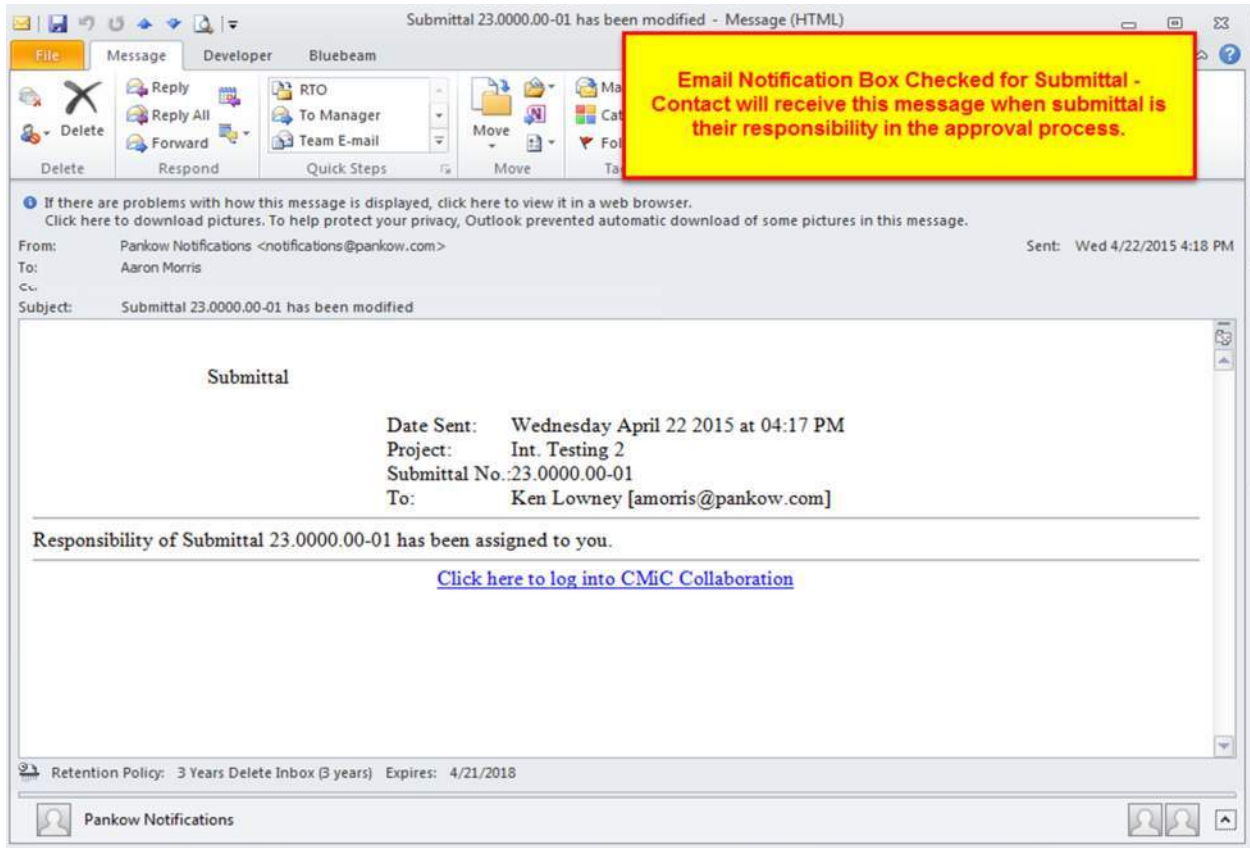 Submittal 23.0000.00-01 has been modified - Message (HTML)
File Message Developer Bluebeam
Email Notification Box Checked for Submittal -
Contact will receive this message when submittal is
their responsibility in the approval process.
Delete
Reply
Reply All
Forward
RTO
To Manager
Team E-mail
Move
Ma
Cat
Fol
Delete Respond Quick Steps Move Ta
If there are problems with how this message is displayed, click here to view it in a web browser.
Click here to download pictures. To help protect your privacy, Outlook prevented automatic download of some pictures in this message.
From: Pankow Notifications <notifications@pankow.com> Sent: Wed 4/22/2015 4:18 PM
To: Aaron Morris
Subject: Submittal 23.0000.00-01 has been modified
Submittal
Date Sent: Wednesday April 22 2015 at 04:17 PM
Project: Int. Testing 2
Submittal No.:23.0000.00-01
To: Ken Lowney [amorris@pankow.com]
Responsibility of Submittal 23.0000.00-01 has been assigned to you.
Click here to log into CMiC Collaboration
Retention Policy: 3 Years Delete Inbox (3 years) Expires: 4/21/2018
Pankow Notifications